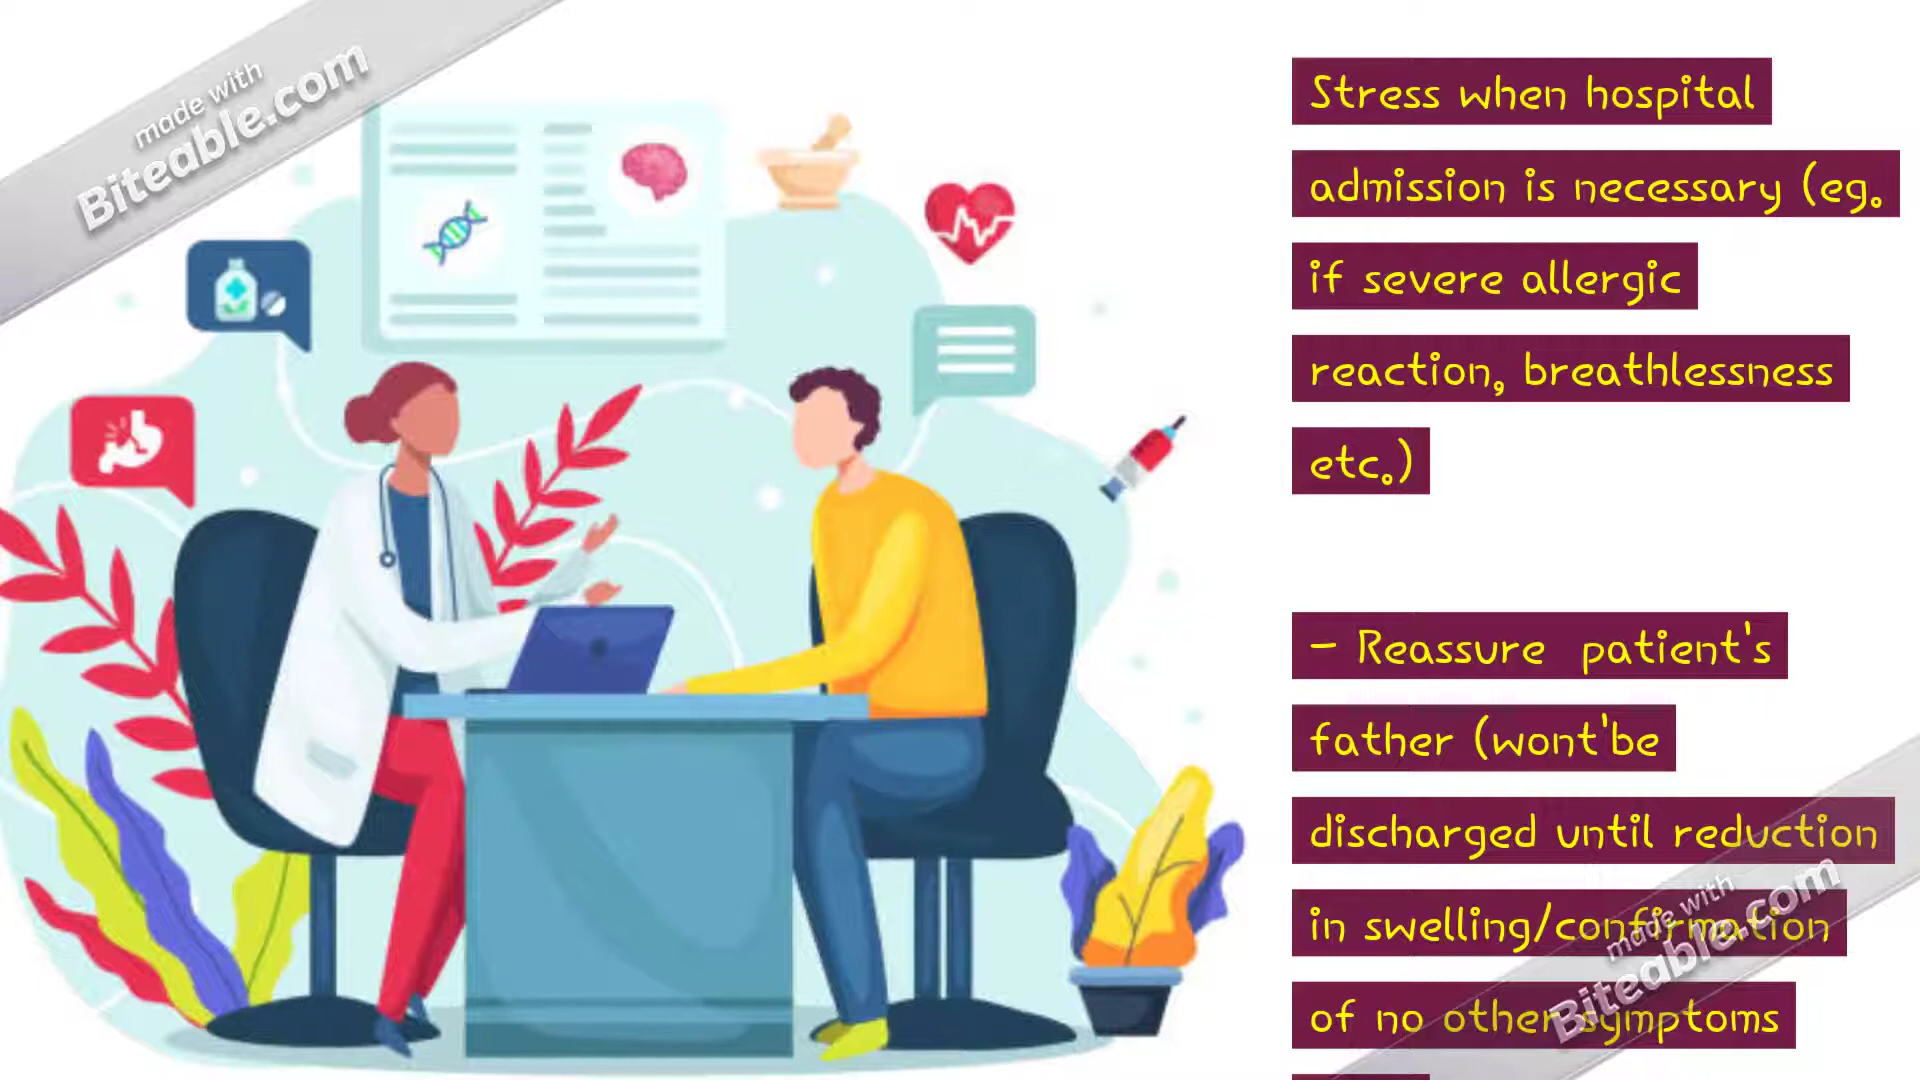 made with
Biteable.com
Stress when hospital
admission is necessary (eg.
if severe allergic
reaction, breathlessness
etc.)
- Reassure patient's
father (wont'be
discharged until reduction
in swelling/confirmation
of no other symptoms
made with
Biteable.com